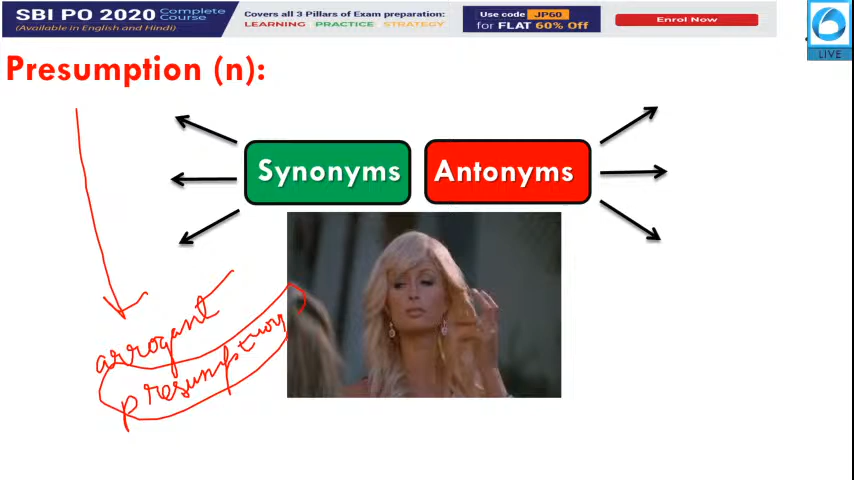 SBI PO 2020 Complete Course
(Available in English and Hindi)
Covers all 3 Pillars of Exam preparation:
LEARNING PRACTICE STRATEGY
Use code JP60
for FLAT 60% Off
Enrol Now
LIVE
Presumption (n):
Synonyms
Antonyms
arrogant